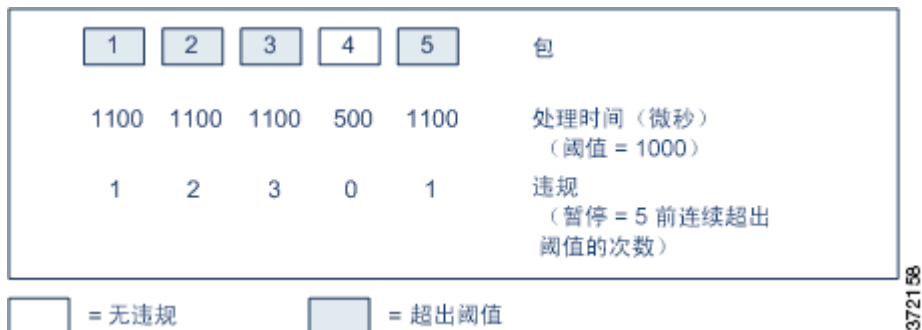 1 2 3 4 5 包
1100 1100 1100 500 1100 处理时间（微秒）
（阈值 = 1000）
1 2 3 0 1 违规
（暂停 = 5 前连续超出
阈值的次数）
= 无违规 = 超出阈值
372158